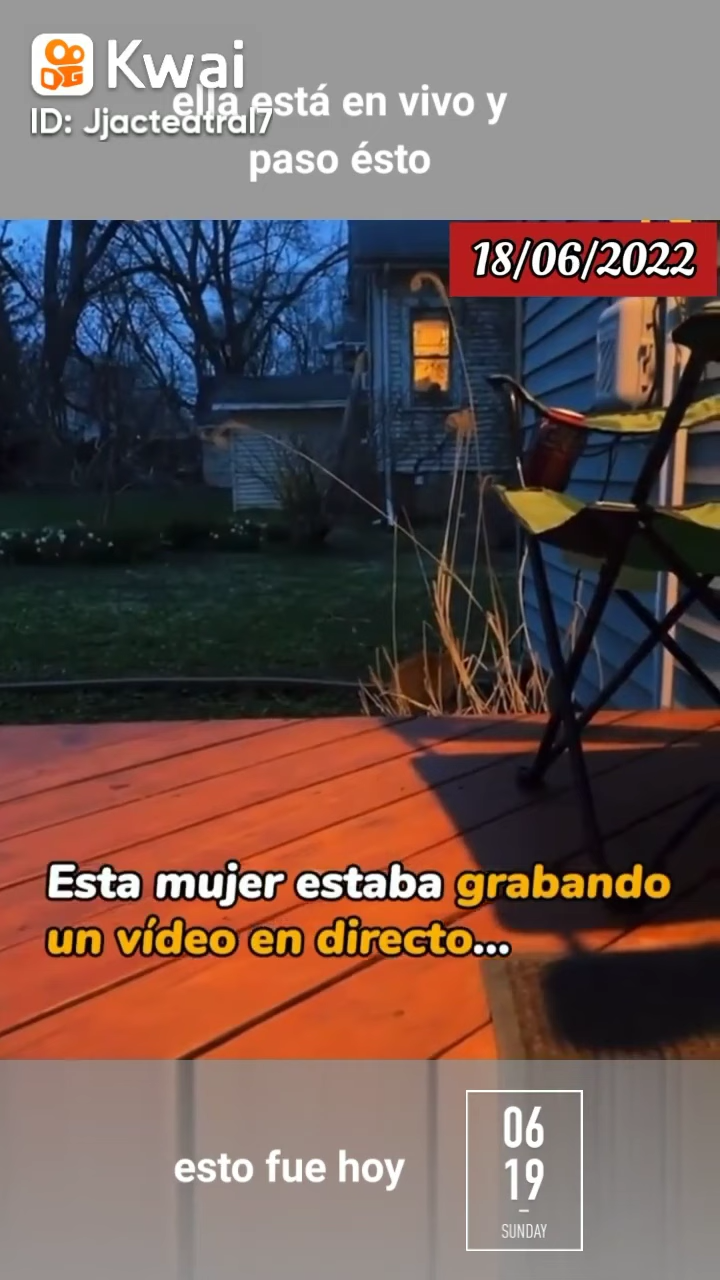 Kwai
ID: Jjacteatral7
ella está en vivo y
paso ésto
18/06/2022
Esta mujer estaba grabando
un vídeo en directo...
esto fue hoy
06
19
SUNDAY